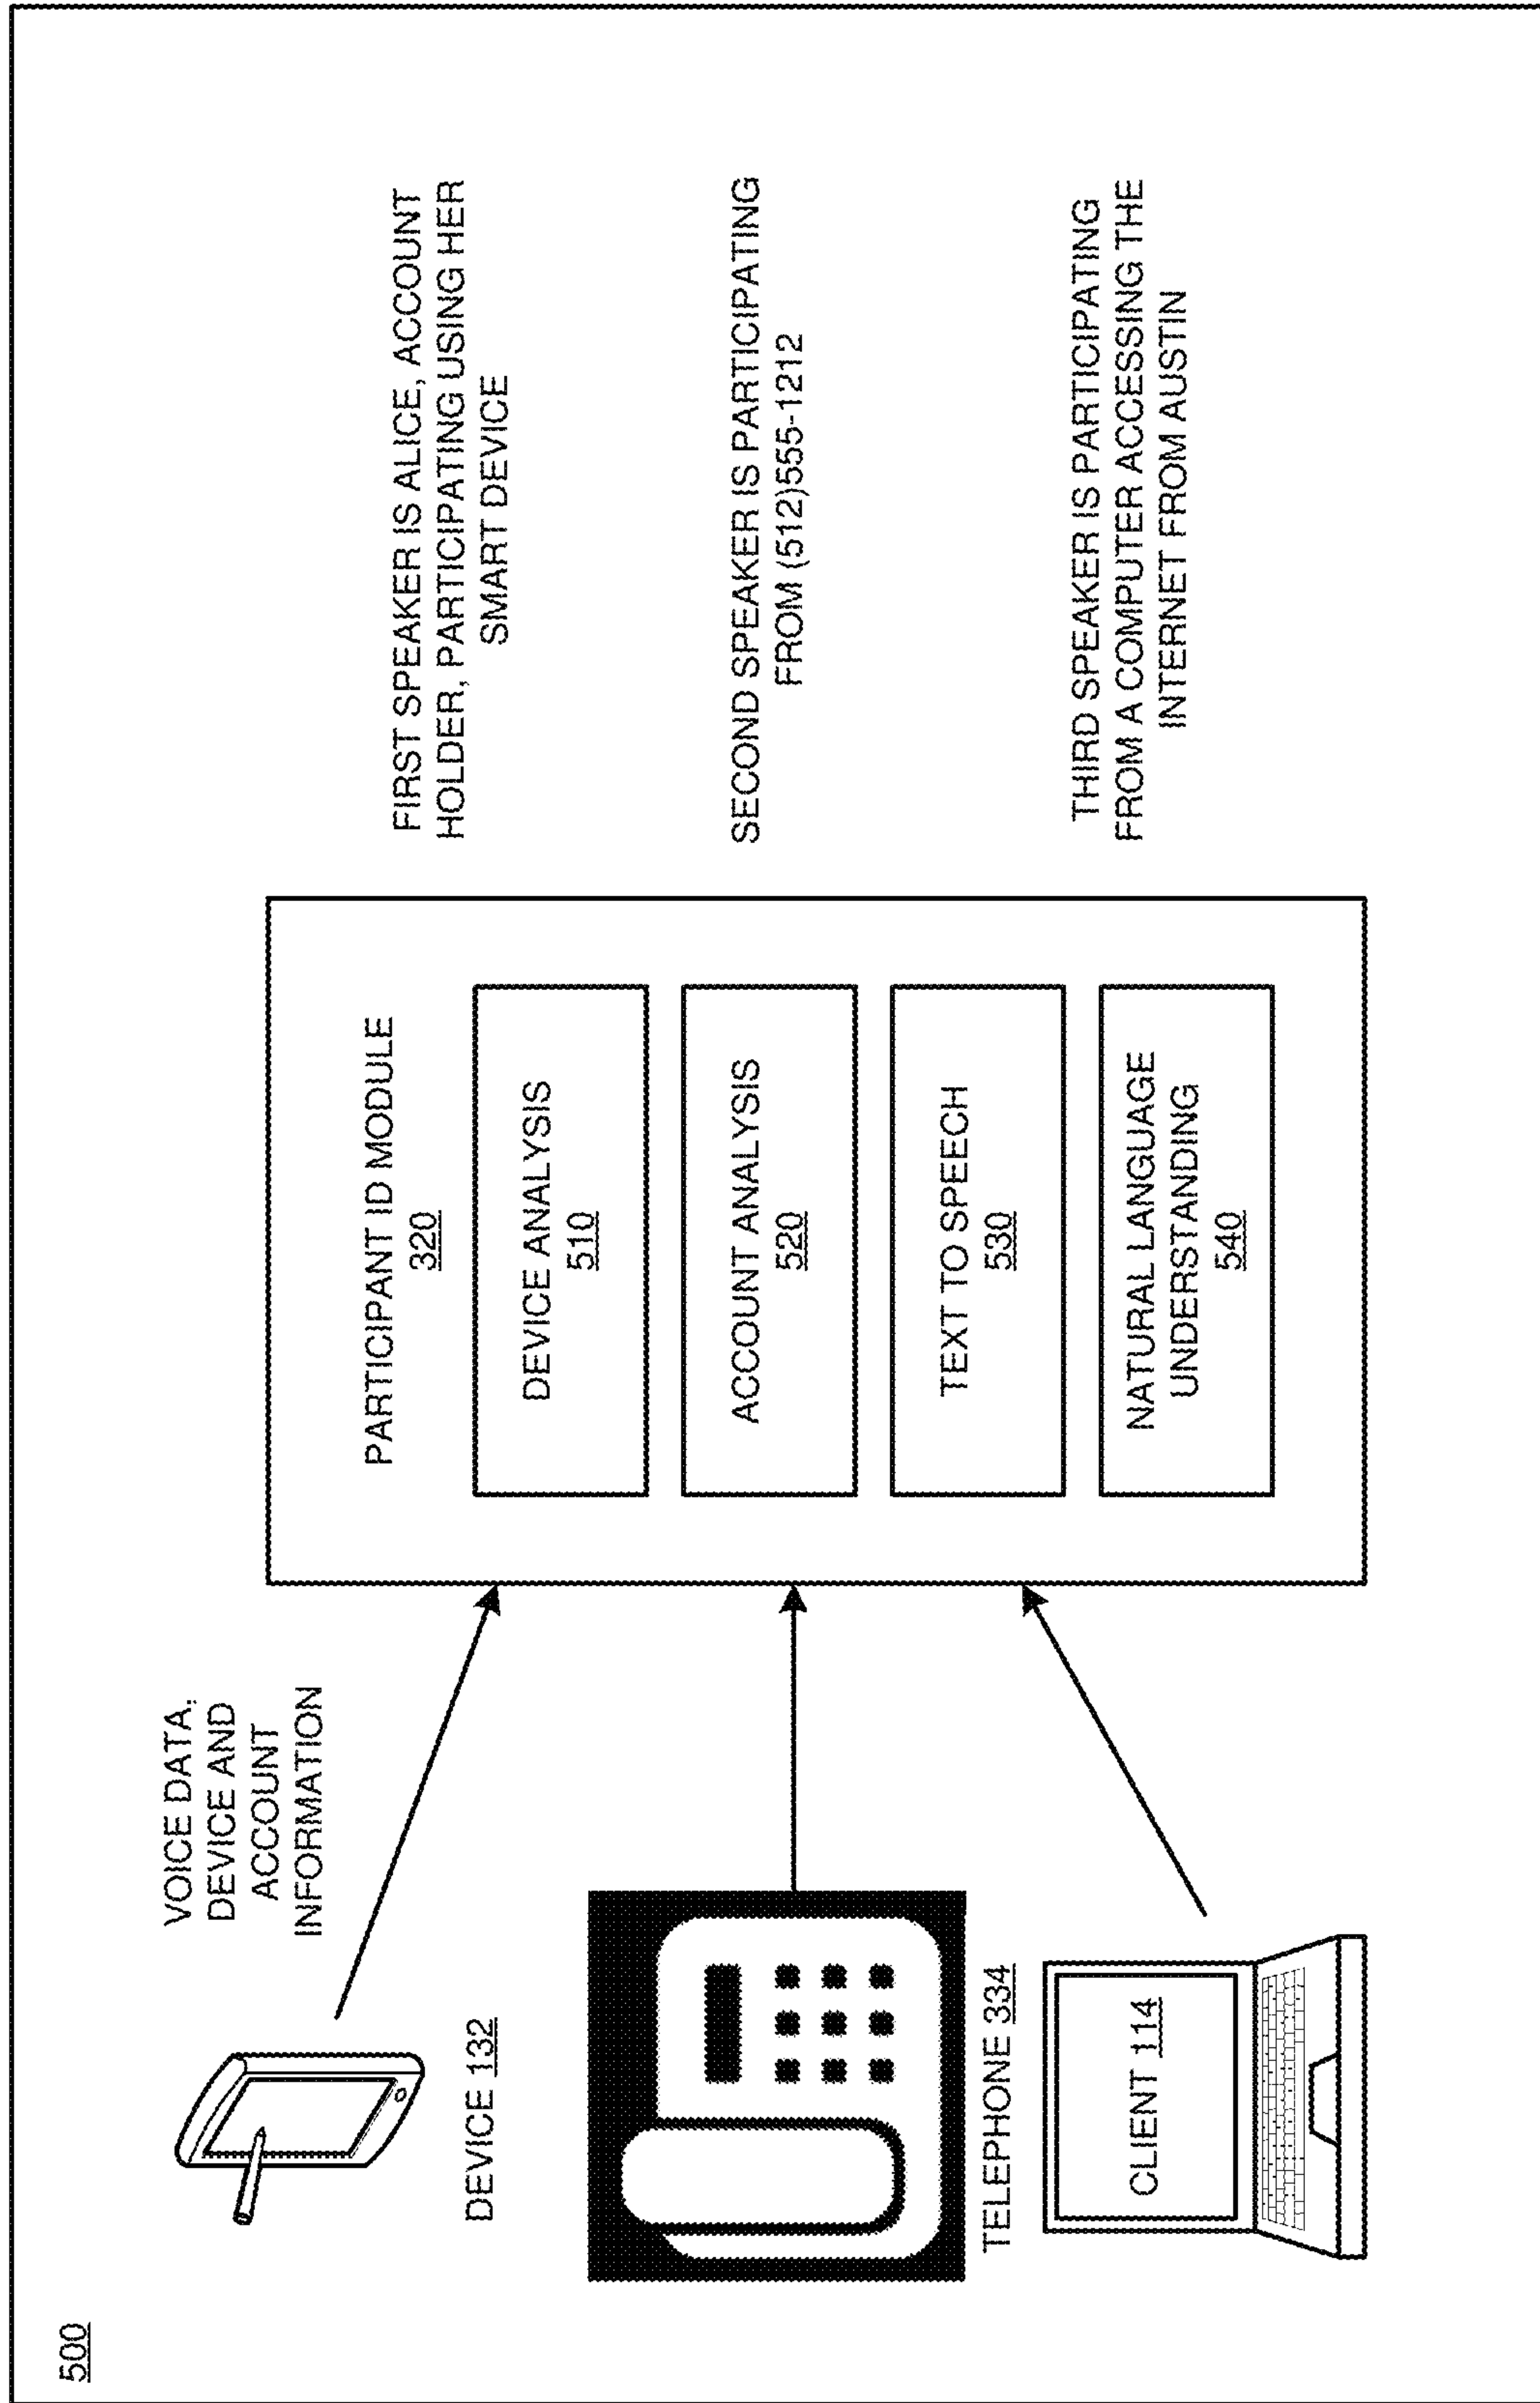 500
VOICE DATA,
DEVICE AND
ACCOUNT
INFORMATION
DEVICE 132
TELEPHONE 334
CLIENT 114
PARTICIPANT ID MODULE
320
DEVICE ANALYSIS
510
ACCOUNT ANALYSIS
520
TEXT TO SPEECH
530
NATURAL LANGUAGE
UNDERSTANDING
540
FIRST SPEAKER IS ALICE, ACCOUNT
HOLDER, PARTICIPATING USING HER
SMART DEVICE
SECOND SPEAKER IS PARTICIPATING
FROM (512)555-1212
THIRD SPEAKER IS PARTICIPATING
FROM A COMPUTER ACCESSING THE
INTERNET FROM AUSTIN